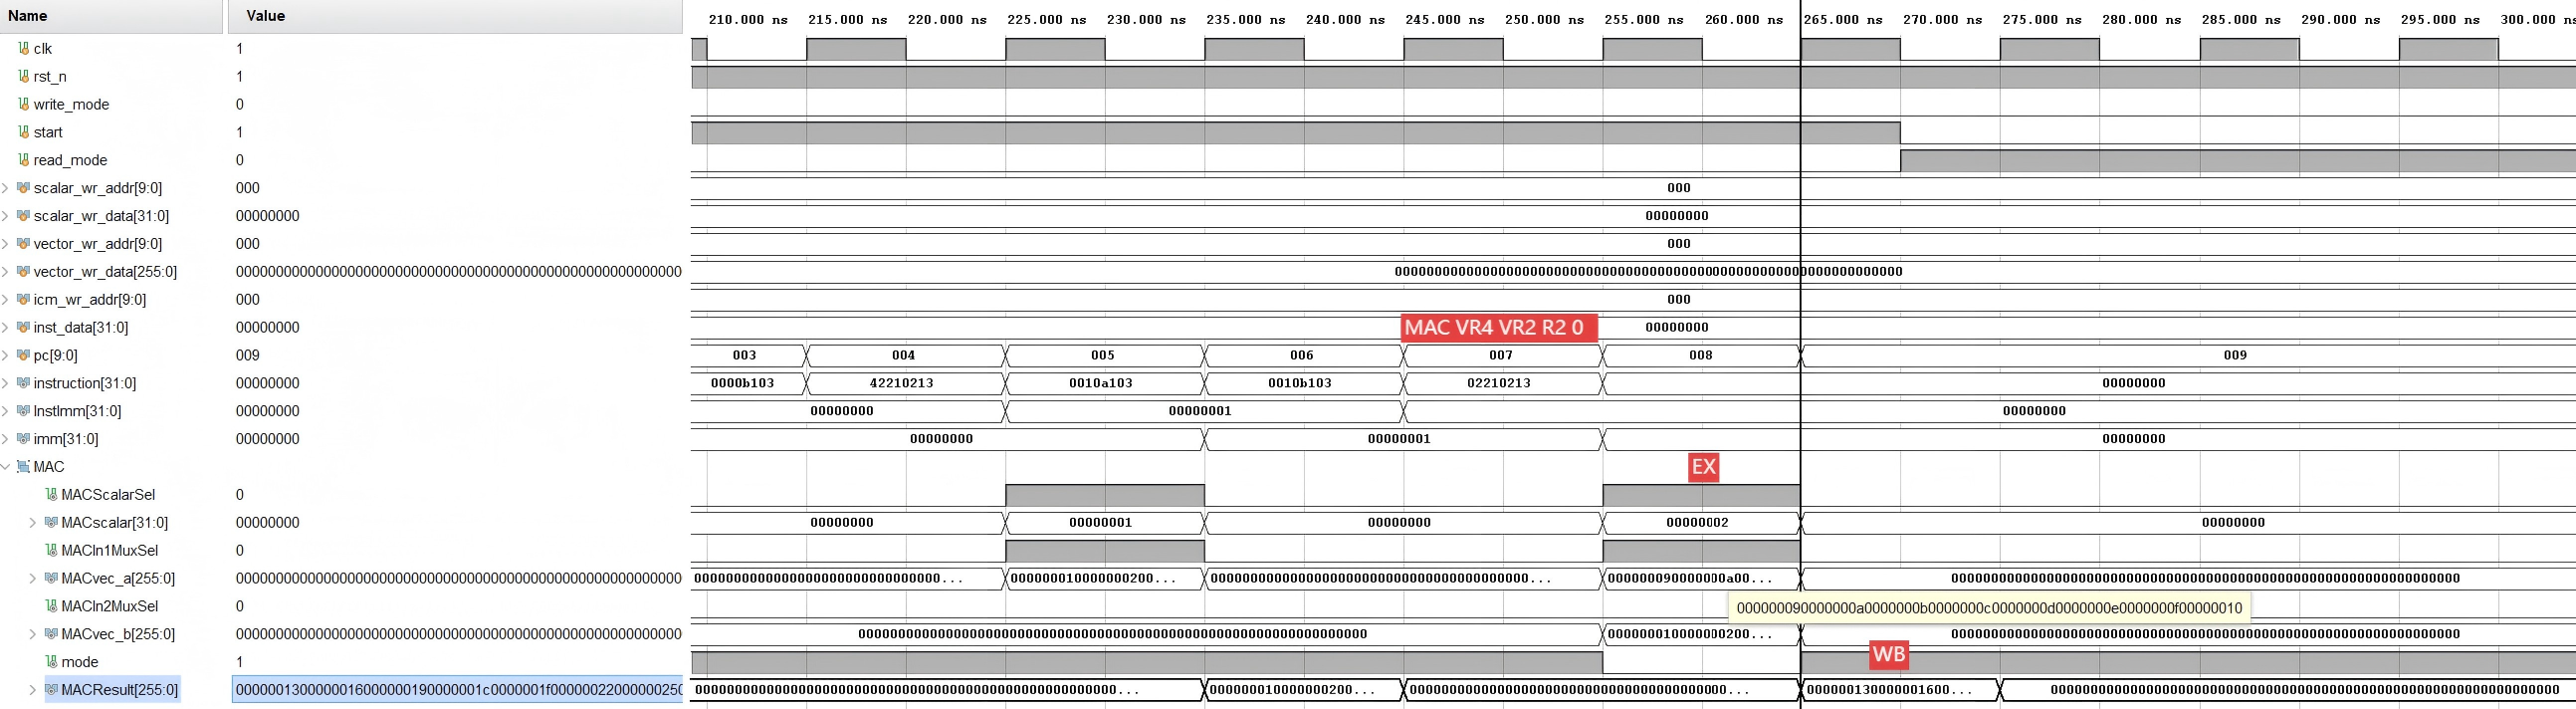 Name Value 210.000 ns 215.000 ns 220.000 ns 225.000 ns 230.000 ns 235.000 ns 240.000 ns 245.000 ns 250.000 ns 255.000 ns 260.000 ns 265.000 ns 270.000 ns 275.000 ns 280.000 ns 285.000 ns 290.000 ns 295.000 ns 300.000 ns
clk 1
rst_n 1
write_mode 0
start 1
read_mode 0
scalar_wr_addr[9:0] 000 000
scalar_wr_data[31:0] 00000000 00000000
vector_wr_addr[9:0] 000 000
vector_wr_data[255:0] 000000000000000000000000000000000000000000000000000000000 0000000000000000000000000000000000000000000000000000000000000000
icm_wr_addr[9:0] 000 000
inst_data[31:0] 00000000 MAC VR4 VR2 R2 0 00000000
pc[9:0] 009 003 004 005 006 007 008 009
instruction[31:0] 00000000 0000b103 42210213 0010a103 0010b103 02210213 00000000
InstImm[31:0] 00000000 00000000 00000001 00000000
imm[31:0] 00000000 00000000 00000001 00000000
MAC EX
MACScalarSel 0
MACscalar[31:0] 00000000 00000000 00000001 00000000 00000002 00000000
MACIn1MuxSel 0
MACvec_a[255:0] 000000000000000000000000000000000000000000000000000000000 0000000000000000000000000000000... 000000010000000200... 0000000000000000000000000000000000000000... 000000090000000a00... 0000000000000000000000000000000000000000000000000000000000000000
MACIn2MuxSel 0 000000090000000a0000000b0000000c0000000d0000000e0000000f00000010
MACvec_b[255:0] 000000000000000000000000000000000000000000000000000000000 0000000000000000000000000000000000000000000000000000000000000000 000000010000000200... 0000000000000000000000000000000000000000000000000000000000000000
mode 1 WB
MACResult[255:0] 0000001300000016000000190000001c0000001f00000022000000250 00000000000000000000000000000000000000000000000000000... 000000010000000200... 0000000000000000000000000000000000000000... 000000130000001600... 0000000000000000000000000000000000000000000000000000000000000000